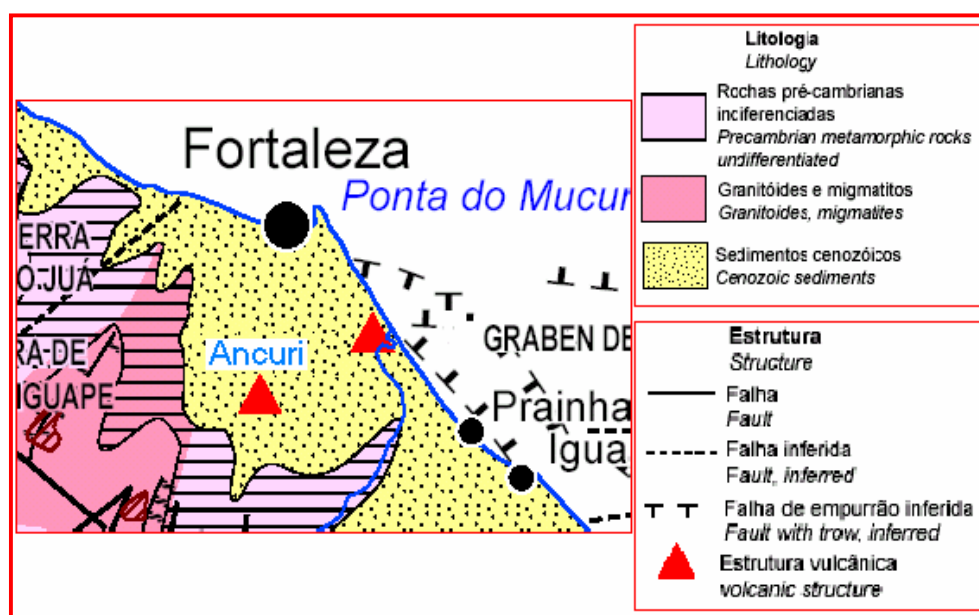 Fortaleza
Ponta do Mucur
ERRA
O.JUÁ
GRABEN DE
RA-DE
Ancuri
IGUAPE
Prainha
Igua
Litologia
Lithology
Rochas pré-cambrianas
inciferenciadas
Precambrian metamorphic rocks
undifferentiated
Granitóides e migmatitos
Granitoides, migmatites
Sedimentos cenozóicos
Cenozoic sediments
Estrutura
Structure
Falha
Fault
Falha inferida
Fault, inferred
Falha de empurrão inferida
Fault with trow, inferred
Estrutura vulcânica
volcanic structure